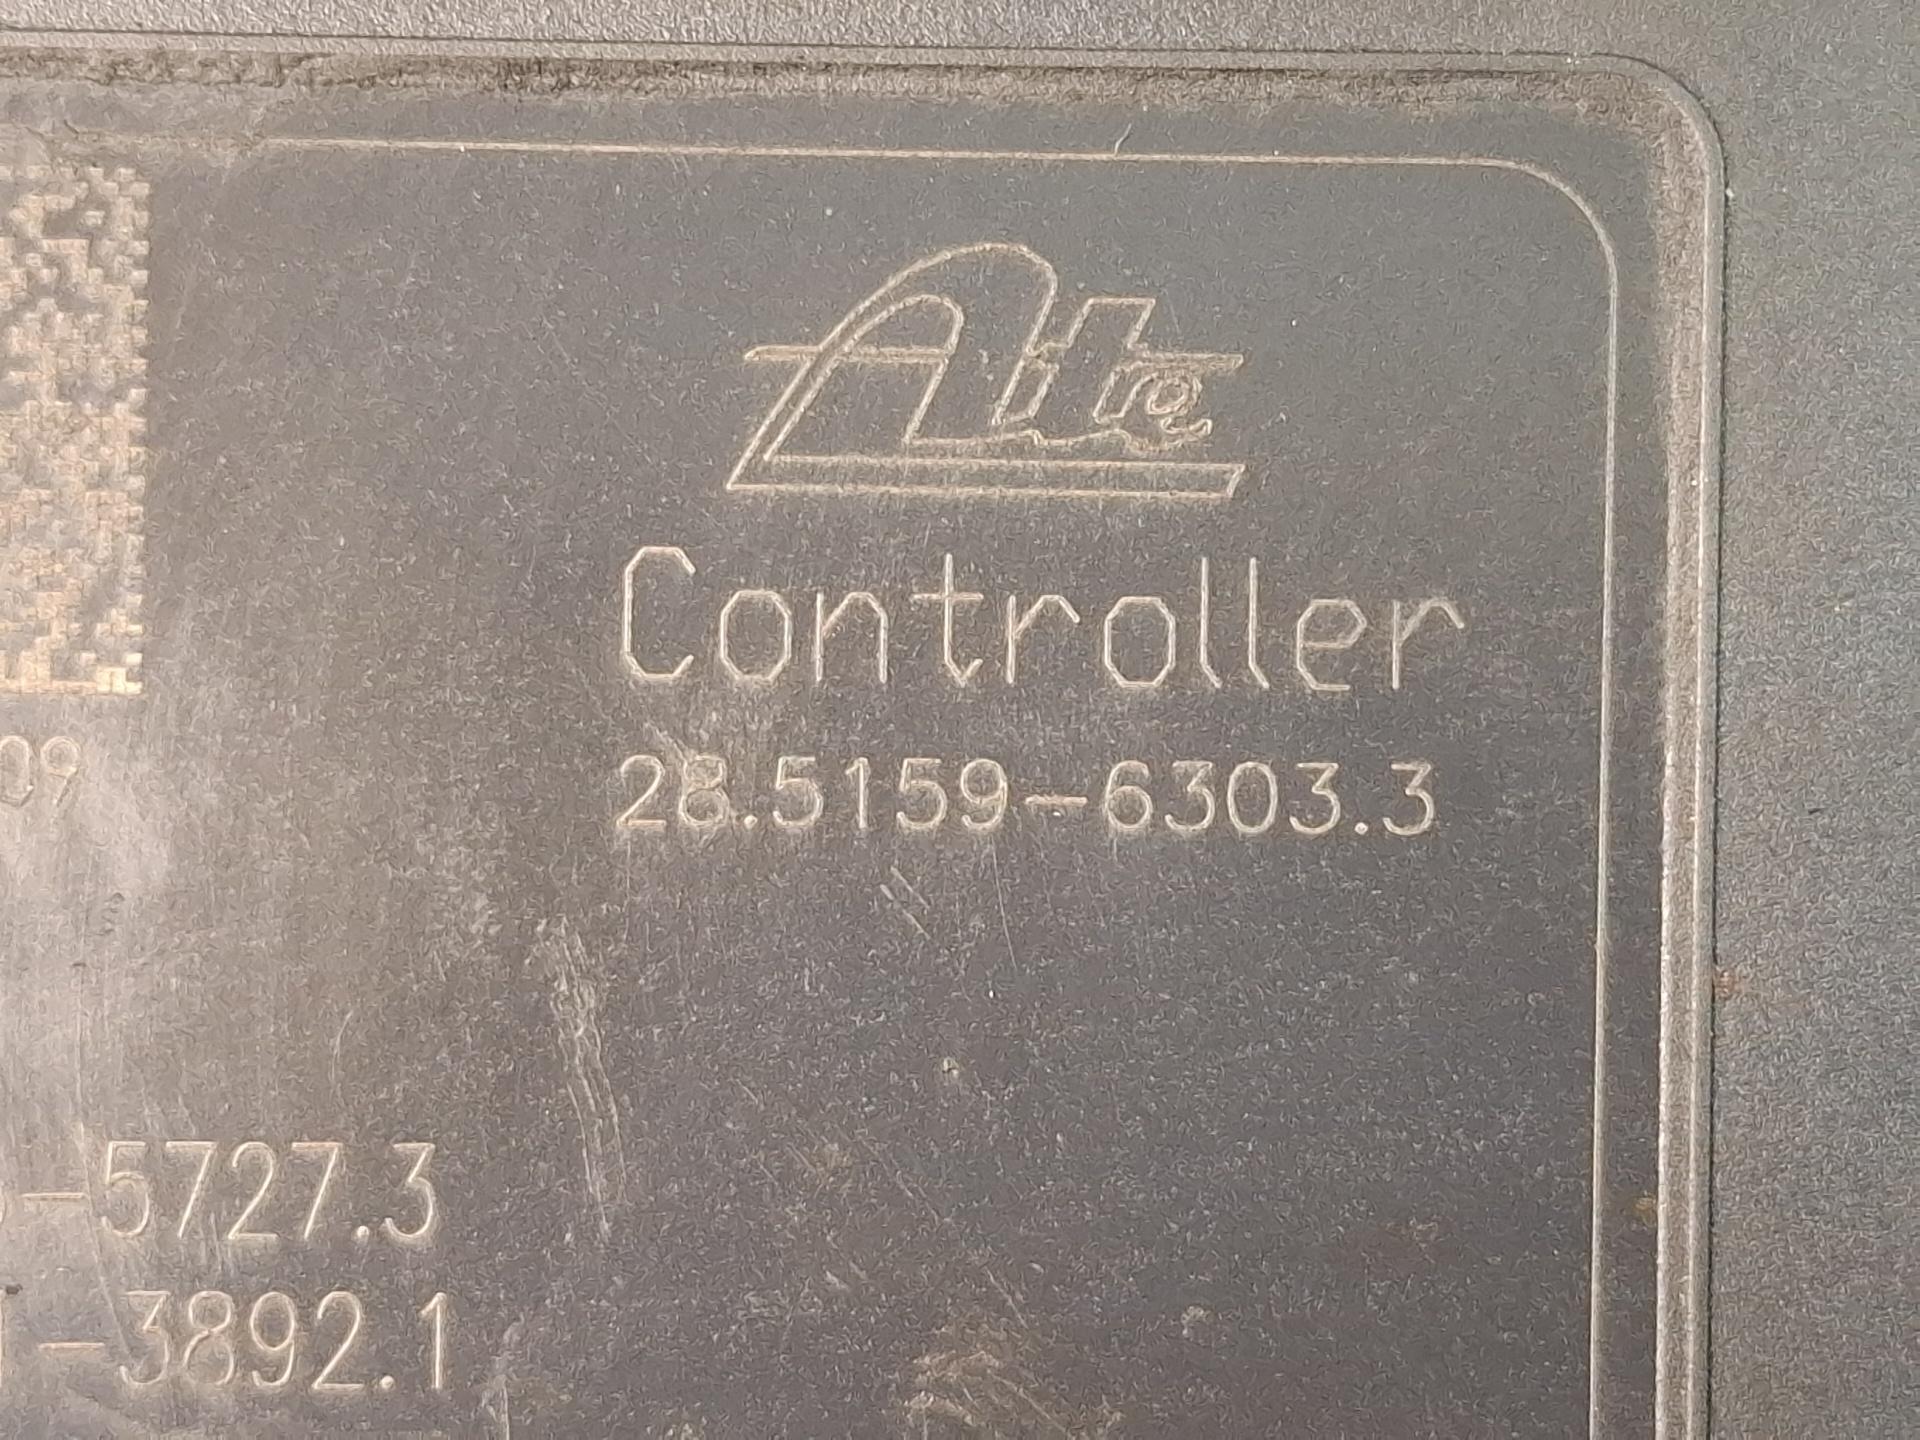 Ate
Controller
28.5159-6303.3
09
-5727.3
-3892.1